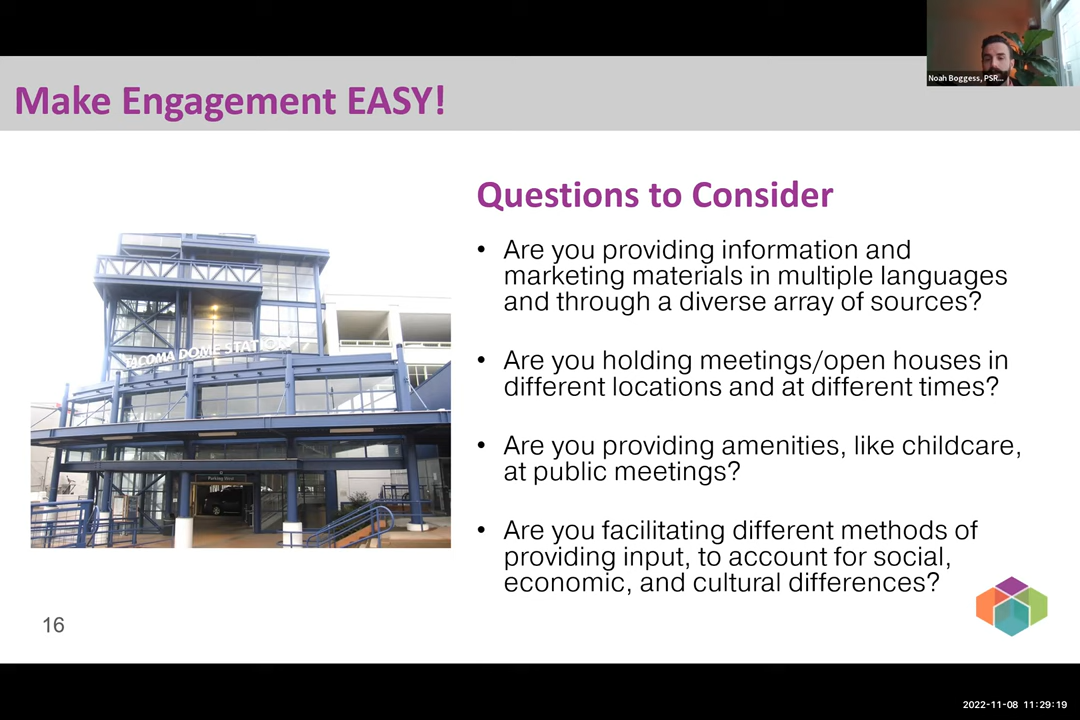 Noah Boggess, PSR...
Make Engagement EASY!
Questions to Consider
• Are you providing information and
marketing materials in multiple languages
and through a diverse array of sources?
• Are you holding meetings/open houses in
different locations and at different times?
• Are you providing amenities, like childcare,
at public meetings?
• Are you facilitating different methods of
providing input, to account for social,
economic, and cultural differences?
TACOMA DOME STATION
Parking West
16
2022-11-08 11:29:19